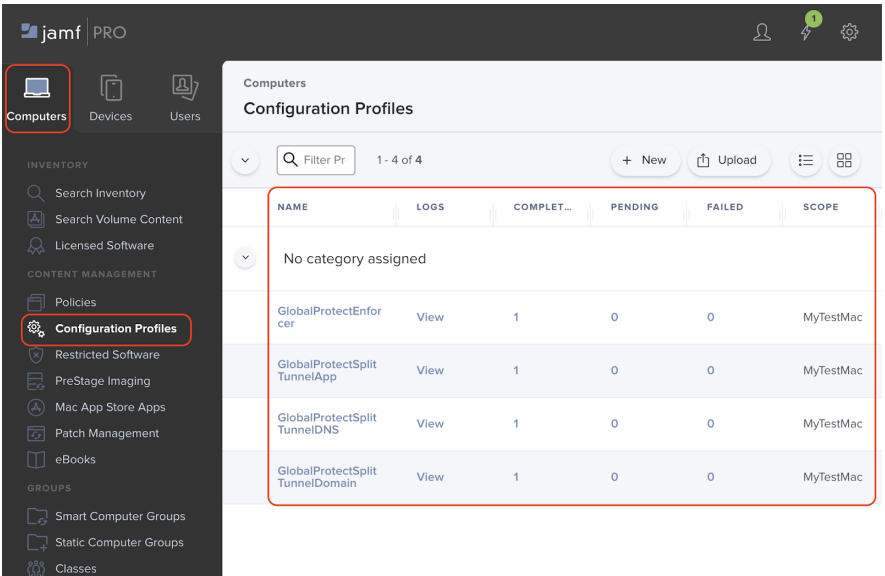 jamf PRO
1
Computers
Devices
Users
INVENTORY
Search Inventory
Search Volume Content
Licensed Software
CONTENT MANAGEMENT
Policies
Configuration Profiles
Restricted Software
PreStage Imaging
Mac App Store Apps
Patch Management
eBooks
GROUPS
Smart Computer Groups
Static Computer Groups
Classes
Computers
Configuration Profiles
Filter Pr
1 - 4 of 4
+ New
Upload
NAME LOGS COMPLET... PENDING FAILED SCOPE
No category assigned
GlobalProtectEnfor
cer
View 1 0 0 MyTestMac
GlobalProtectSplit
TunnelApp
View 1 0 0 MyTestMac
GlobalProtectSplit
TunnelDNS
View 1 0 0 MyTestMac
GlobalProtectSplit
TunnelDomain
View 1 0 0 MyTestMac